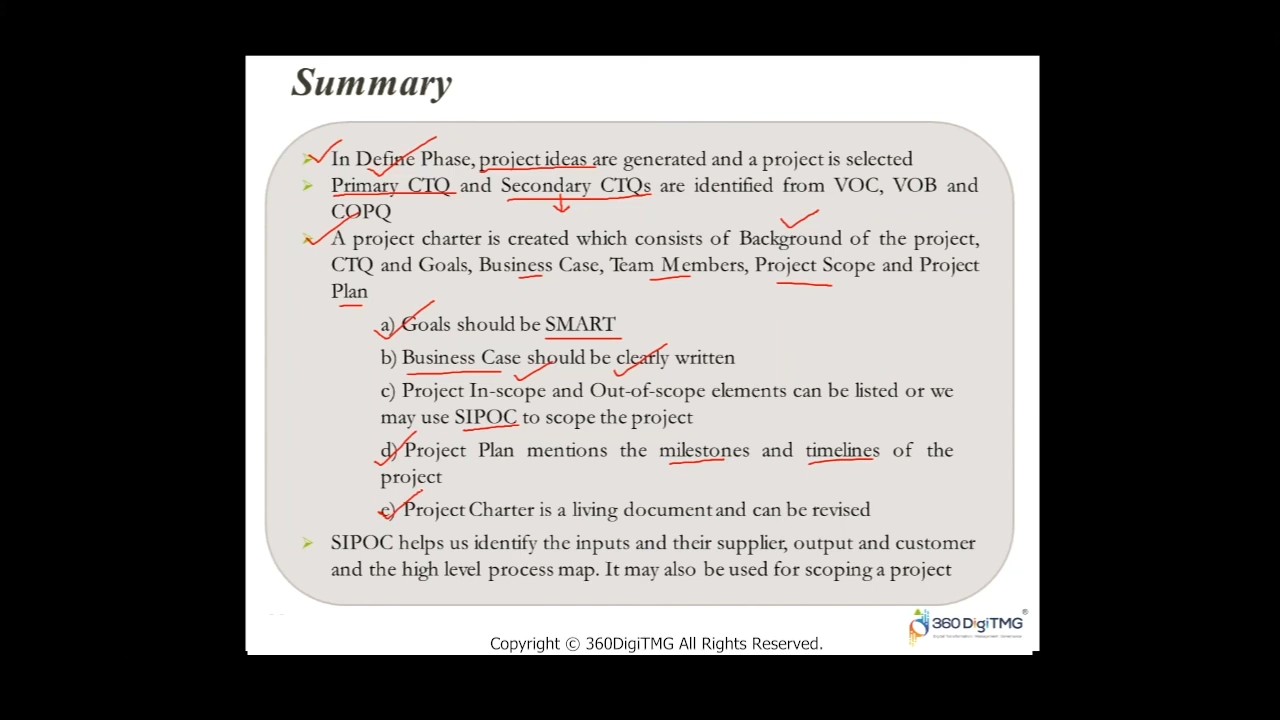 Summary
In Define Phase, project ideas are generated and a project is selected
Primary CTQ and Secondary CTQs are identified from VOC, VOB and
COPQ
A project charter is created which consists of Background of the project,
CTQ and Goals, Business Case, Team Members, Project Scope and Project
Plan
a) Goals should be SMART
b) Business Case should be clearly written
c) Project In-scope and Out-of-scope elements can be listed or we
may use SIPOC to scope the project
d) Project Plan mentions the milestones and timelines of the
project
e) Project Charter is a living document and can be revised
SIPOC helps us identify the inputs and their supplier, output and customer
and the high level process map. It may also be used for scoping a project
360DigiTMG ®
Copyright © 360DigiTMG All Rights Reserved.